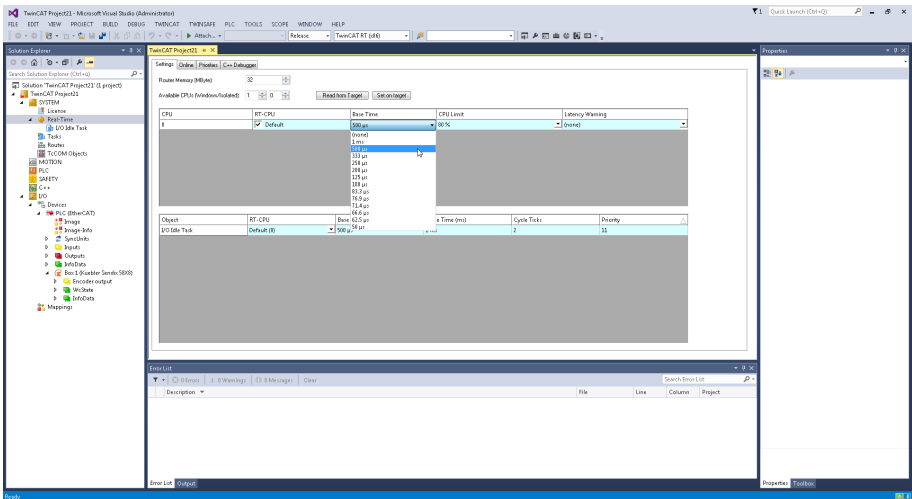 TwinCAT Project21 - Microsoft Visual Studio (Administrator)
1 Quick Launch (Ctrl+Q)
FILE EDIT VIEW PROJECT BUILD DEBUG TWINCAT TWINSAFE PLC TOOLS SCOPE WINDOW HELP
Attach... Release TwinCAT RT (x86)
Solution Explorer
Search Solution Explorer (Ctrl+ü)
Solution 'TwinCAT Project21' (1 project)
TwinCAT Project21
SYSTEM
License
Real-Time
I/O Idle Task
Tasks
Routes
TcCOM Objects
MOTION
PLC
SAFETY
C++
I/O
Devices
PLC (EtherCAT)
Image
Image-Info
SyncUnits
Inputs
Outputs
InfoData
Box 1 (Kuebler Sendix 58X8)
Encoder output
WcState
InfoData
Mappings
TwinCAT Project21
Settings Online Priorities C++ Debugger
Router Memory (MByte): 32
Available CPUs (Windows/Isolated): 1 0 Read from Target Set on target
CPU RT-CPU Base Time CPU Limit Latency Warning
0 Default 500 µs 80 % (none)
(none)
1 ms
500 µs
333 µs
250 µs
200 µs
125 µs
100 µs
83.3 µs
76.9 µs
71.4 µs
66.6 µs
62.5 µs
50 µs
Object RT-CPU Base e Time (ms) Cycle Ticks Priority
I/O Idle Task Default (0) 500 µs 2 11
Error List
0 Errors 0 Warnings 0 Messages Clear
Search Error List
Description File Line Column Project
Error List Output
Properties
Properties Toolbox
Ready